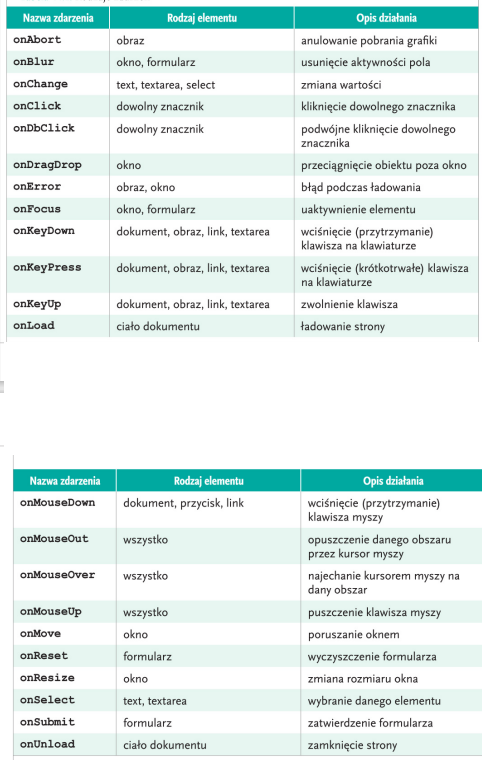 Nazwa zdarzenia Rodzaj elementu Opis działania
onAbort obraz anulowanie pobrania grafiki
onBlur okno, formularz usunięcie aktywności pola
onChange text, textarea, select zmiana wartości
onClick dowolny znacznik kliknięcie dowolnego znacznika
onDbClick dowolny znacznik podwójne kliknięcie dowolnego
znacznika
onDragDrop okno przeciągnięcie obiektu poza okno
onError obraz, okno błąd podczas ładowania
onFocus okno, formularz uaktywnienie elementu
onKeyDown dokument, obraz, link, textarea wciśnięcie (przytrzymanie)
klawisza na klawiaturze
onKeyPress dokument, obraz, link, textarea wciśnięcie (krótkotrwałe) klawisza
na klawiaturze
onKeyUp dokument, obraz, link, textarea zwolnienie klawisza
onLoad ciało dokumentu ładowanie strony
Nazwa zdarzenia Rodzaj elementu Opis działania
onMouseDown dokument, przycisk, link wciśnięcie (przytrzymanie)
klawisza myszy
onMouseOut wszystko opuszczenie danego obszaru
przez kursor myszy
onMouseOver wszystko najechanie kursorem myszy na
dany obszar
onMouseUp wszystko puszczenie klawisza myszy
onMove okno poruszanie oknem
onReset formularz wyczyszczenie formularza
onResize okno zmiana rozmiaru okna
onSelect text, textarea wybranie danego elementu
onSubmit formularz zatwierdzenie formularza
onUnload ciało dokumentu zamknięcie strony